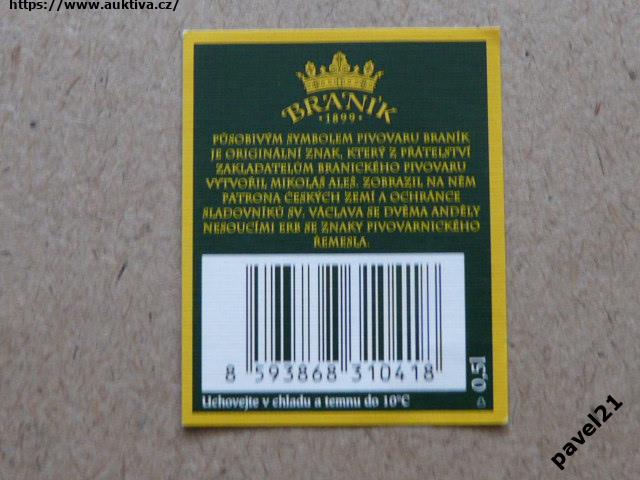 https://www.auktiva.cz/
BRANÍK
· 1899 ·
PŮSOBIVÝM SYMBOLEM PIVOVARU BRANÍK
JE ORIGINÁLNÍ ZNAK, KTERÝ Z PŘÁTELSTVÍ
ZAKLADATELŮM BRANICKÉHO PIVOVARU
VYTVOŘIL MIKOLÁŠ ALEŠ. ZOBRAZIL NA NĚM
PATRONA ČESKÝCH ZEMÍ A OCHRÁNCE
SLADOVNÍKŮ SV. VÁCLAVA SE DVĚMA ANDĚLY
NESOUCÍMI ERB SE ZNAKY PIVOVARNICKÉHO
ŘEMESLA.
8 593868 310418
0,5l
Uchovejte v chladu a temnu do 10°C
pavel21